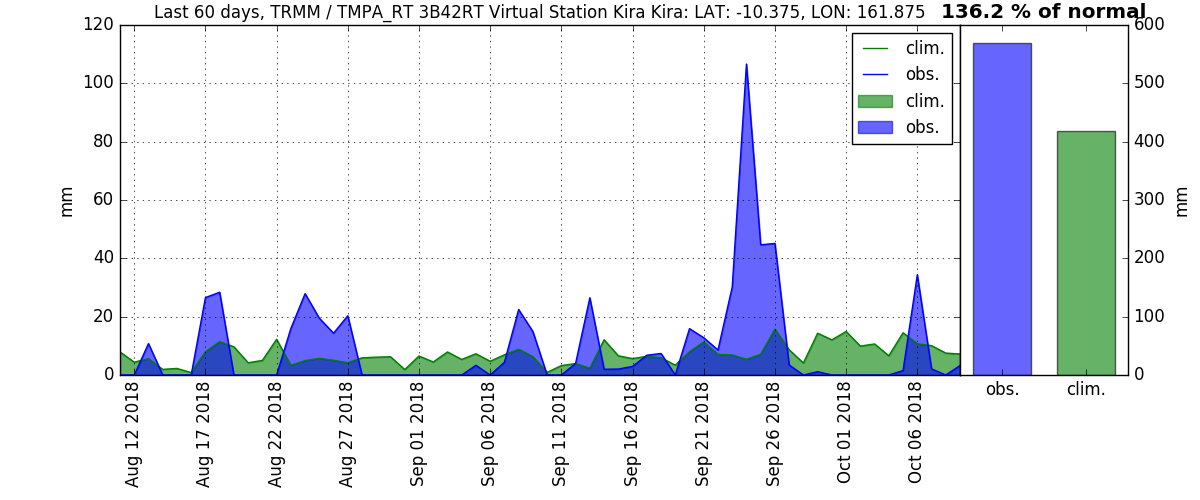 Last 60 days, TRMM / TMPA_RT 3B42RT Virtual Station Kira Kira: LAT: -10.375, LON: 161.875
136.2 % of normal
120
100
80
60
40
20
0
mm
clim.
obs.
clim.
obs.
600
500
400
300
200
100
0
mm
Aug 12 2018
Aug 17 2018
Aug 22 2018
Aug 27 2018
Sep 01 2018
Sep 06 2018
Sep 11 2018
Sep 16 2018
Sep 21 2018
Sep 26 2018
Oct 01 2018
Oct 06 2018
obs.
clim.